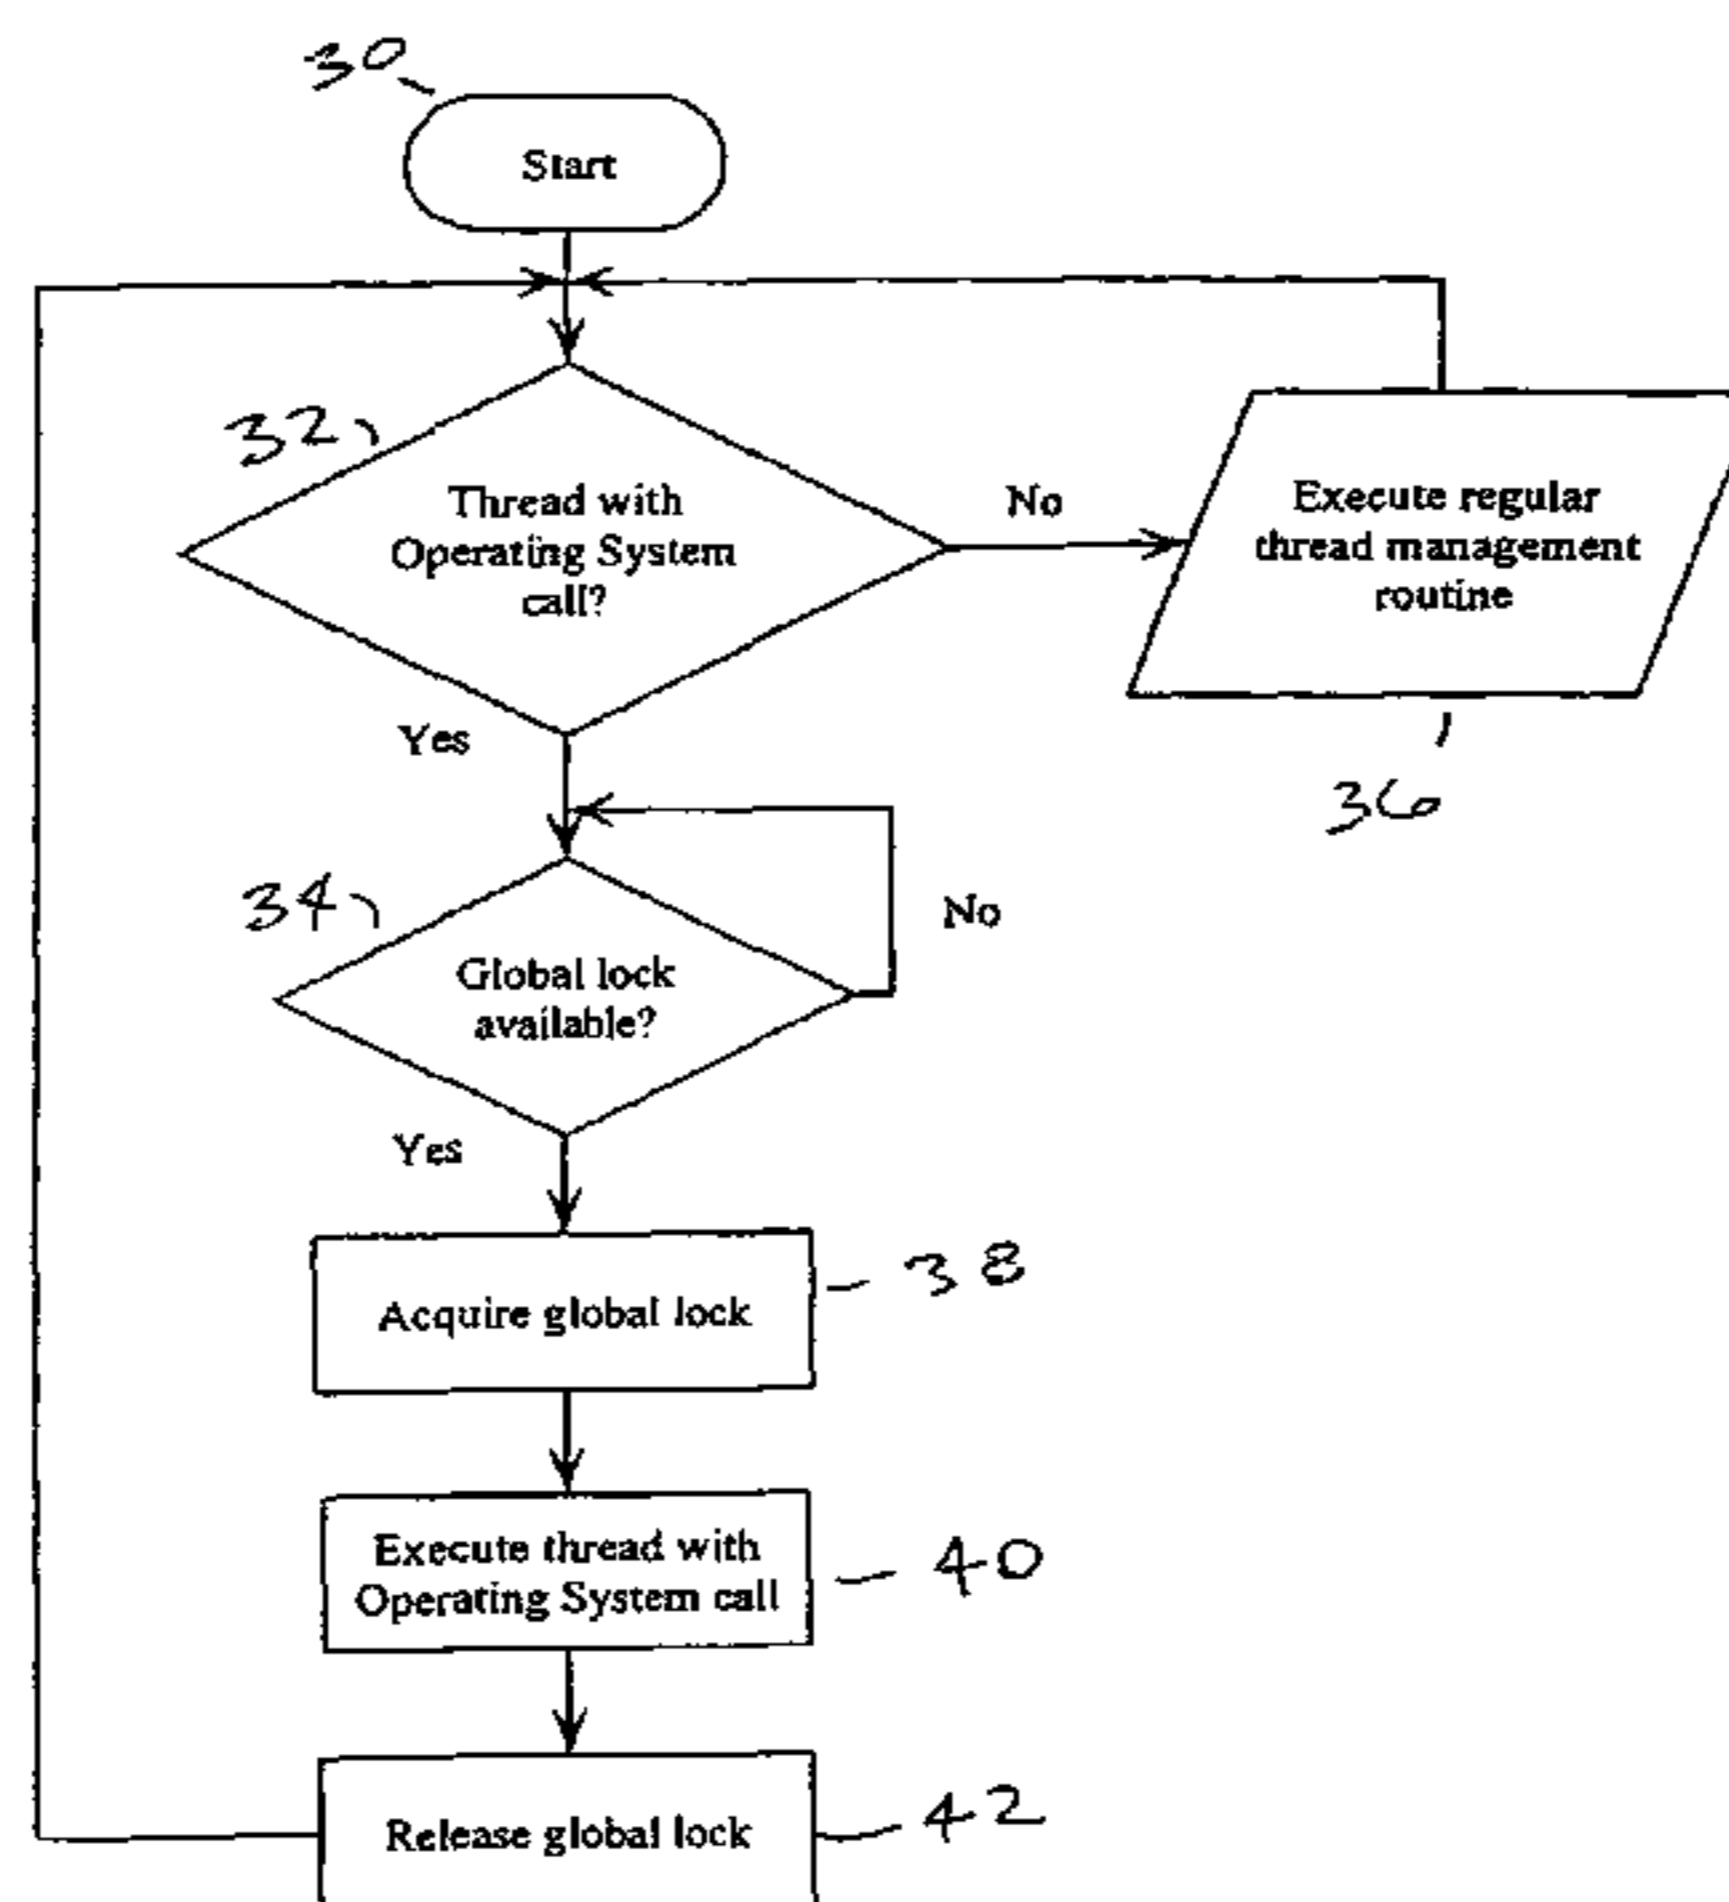 30
Start
32
Thread with
Operating System
call?
No
Execute regular
thread management
routine
36
Yes
34
Global lock
available?
No
Yes
Acquire global lock
38
Execute thread with
Operating System call
40
Release global lock
42